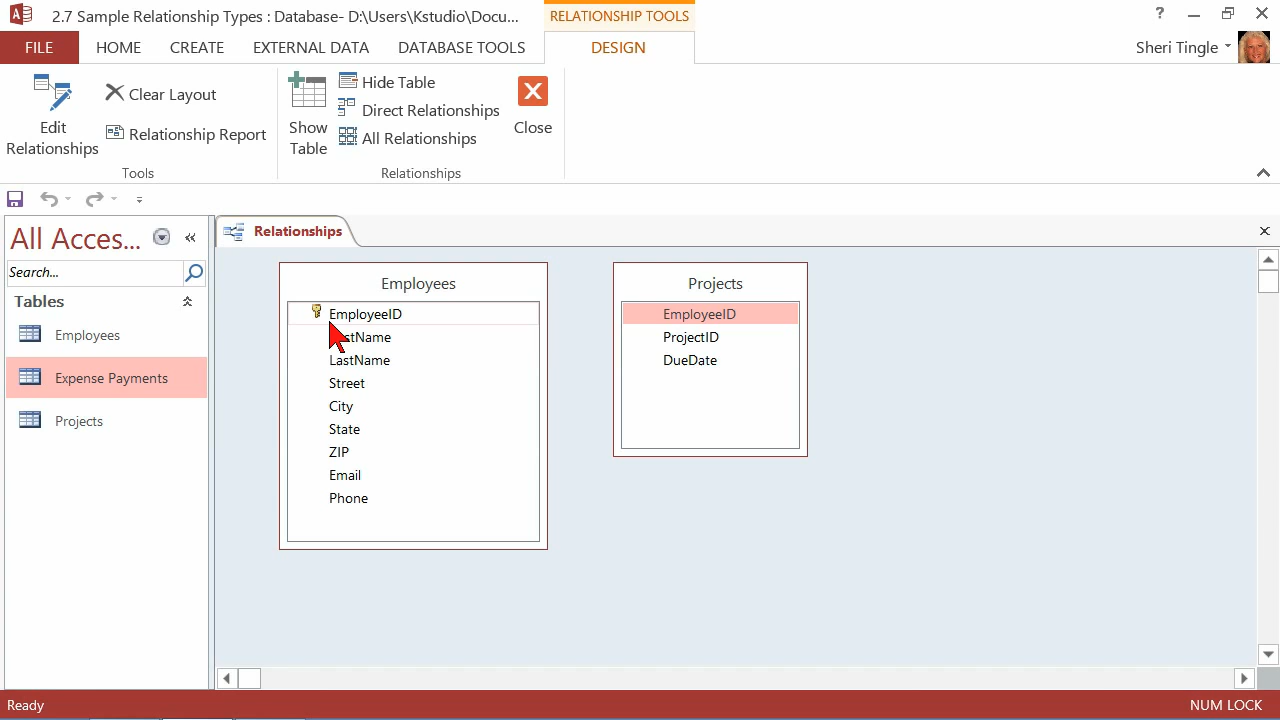 2.7 Sample Relationship Types : Database- D:\Users\Kstudio\Docu...
RELATIONSHIP TOOLS
?
FILE
HOME
CREATE
EXTERNAL DATA
DATABASE TOOLS
DESIGN
Sheri Tingle
Edit
Relationships
Clear Layout
Relationship Report
Tools
Show
Table
Hide Table
Direct Relationships
All Relationships
Close
Relationships
All Acces...
Search...
Tables
Employees
Expense Payments
Projects
Relationships
Employees
EmployeeID
LastName
Street
City
State
ZIP
Email
Phone
Projects
EmployeeID
ProjectID
DueDate
Ready
NUM LOCK